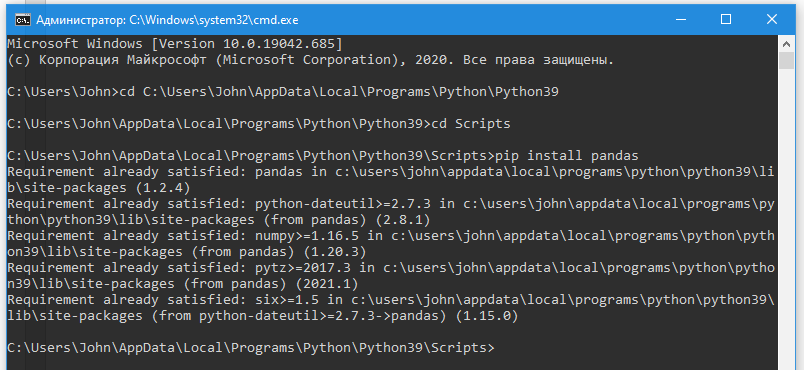 Администратор: C:\Windows\system32\cmd.exe
Microsoft Windows [Version 10.0.19042.685]
(c) Корпорация Майкрософт (Microsoft Corporation), 2020. Все права защищены.
C:\Users\John>cd C:\Users\John\AppData\Local\Programs\Python\Python39
C:\Users\John\AppData\Local\Programs\Python\Python39>cd Scripts
C:\Users\John\AppData\Local\Programs\Python\Python39\Scripts>pip install pandas
Requirement already satisfied: pandas in c:\users\john\appdata\local\programs\python\python39\li
b\site-packages (1.2.4)
Requirement already satisfied: python-dateutil>=2.7.3 in c:\users\john\appdata\local\programs\py
thon\python39\lib\site-packages (from pandas) (2.8.1)
Requirement already satisfied: numpy>=1.16.5 in c:\users\john\appdata\local\programs\python\pyth
on39\lib\site-packages (from pandas) (1.20.3)
Requirement already satisfied: pytz>=2017.3 in c:\users\john\appdata\local\programs\python\pytho
n39\lib\site-packages (from pandas) (2021.1)
Requirement already satisfied: six>=1.5 in c:\users\john\appdata\local\programs\python\python39\
lib\site-packages (from python-dateutil>=2.7.3->pandas) (1.15.0)
C:\Users\John\AppData\Local\Programs\Python\Python39\Scripts>